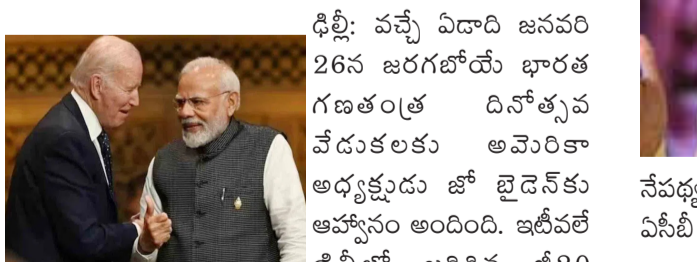 ఢిల్లీ: వచ్చే ఏడాది జనవరి
26న జరగబోయే భారత
గణతంత్ర దినోత్సవ
వేడుకలకు అమెరికా
అధ్యక్షుడు జో బైడెన్‌కు
ఆహ్వానం అందింది. ఇటీవలే
నేపథ్య
ఏసీబీ